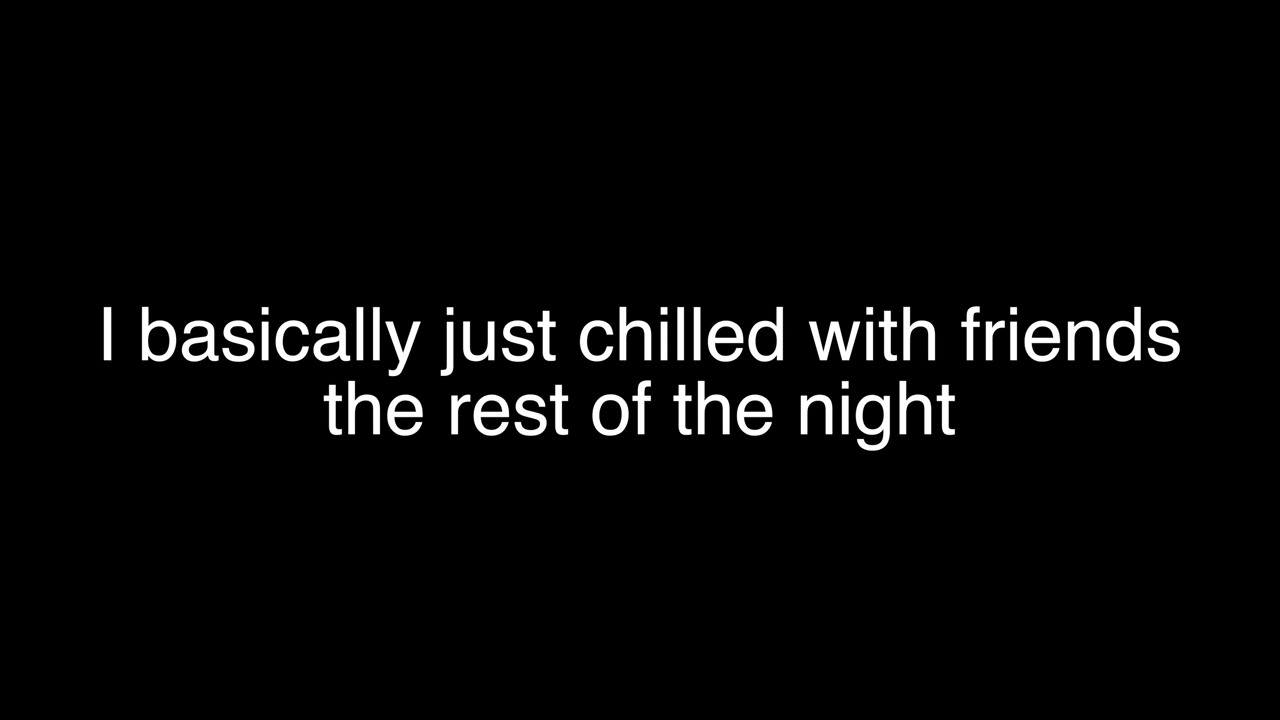 I basically just chilled with friends
the rest of the night